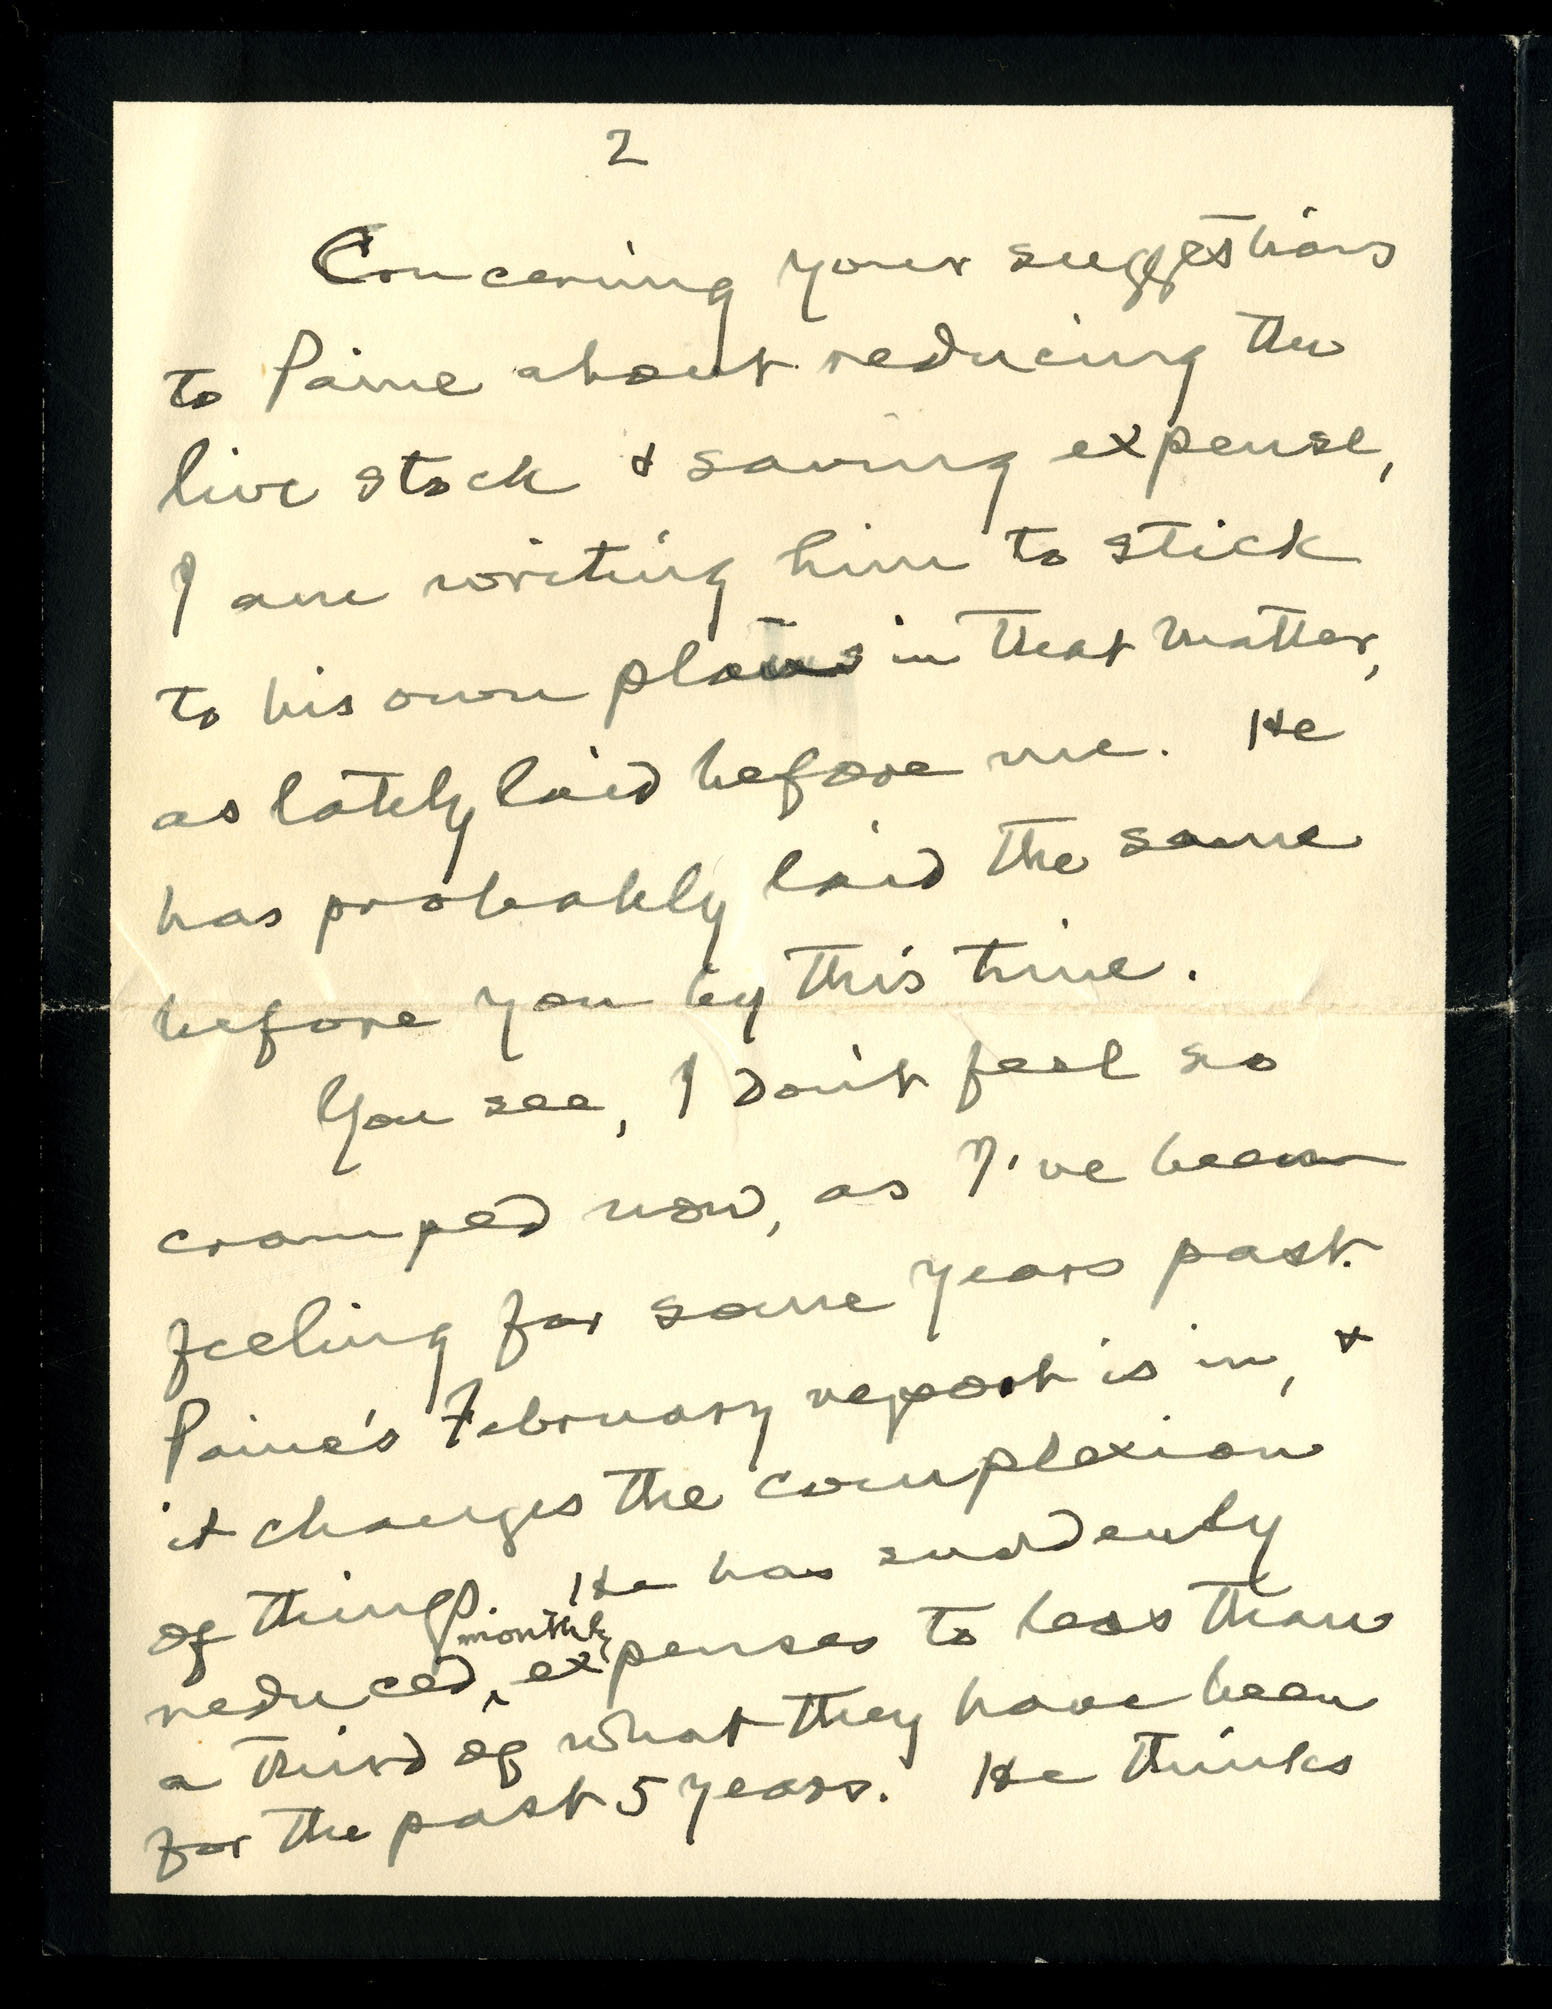 2
Concerning your suggestions
to Paine about reducing the
live stock & saving expense,
I am writing him to stick
to his own plans in that matter,
as lately laid before me. He
has probably laid the same
before you by this time.
You see, I don't feel so
cramped now, as I've been
feeling for some years past.
Paine's February report is in, &
it changes the complexion
of things. He has suddenly
monthly
reduced ‸ expenses to less than
a third of what they have been
for the past 5 years. He thinks